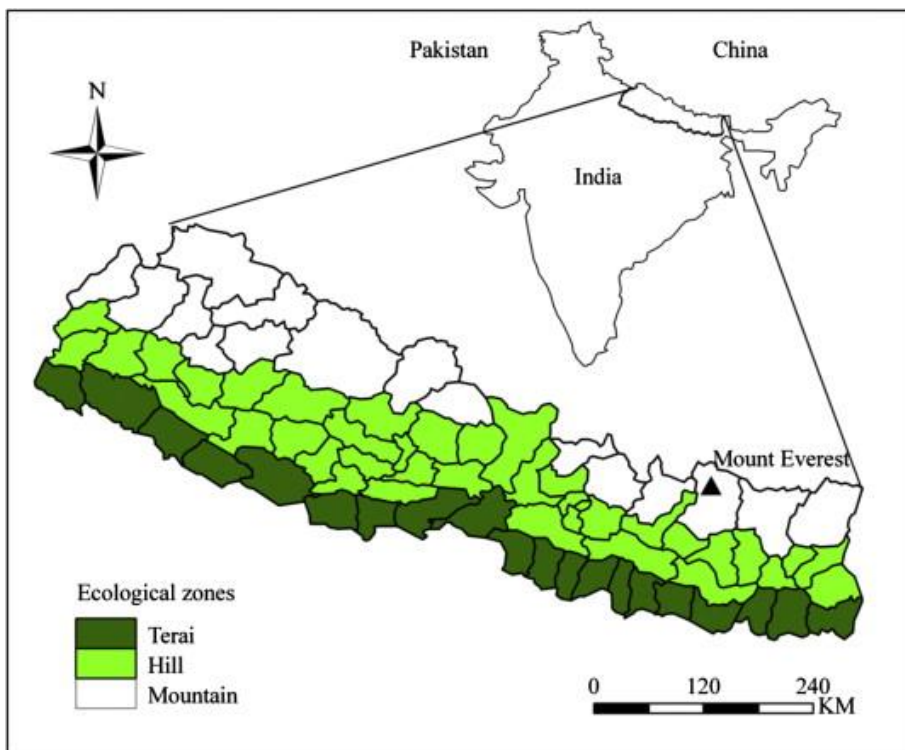 Pakistan
China
N
India
Mount Everest
Ecological zones
Terai
Hill
Mountain
0 120 240
KM